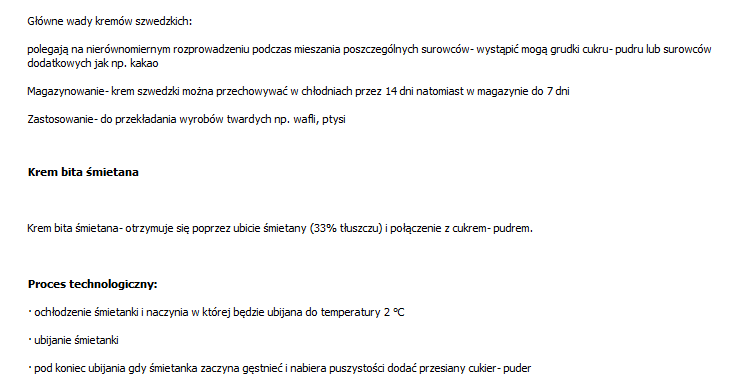 Główne wady kremów szwedzkich:
polegają na nierównomiernym rozprowadzeniu podczas mieszania poszczególnych surowców- wystąpić mogą grudki cukru- pudru lub surowców
dodatkowych jak np. kakao
Magazynowanie- krem szwedzki można przechowywać w chłodniach przez 14 dni natomiast w magazynie do 7 dni
Zastosowanie- do przekładania wyrobów twardych np. wafli, ptysi
Krem bita śmietana
Krem bita śmietana- otrzymuje się poprzez ubicie śmietany (33% tłuszczu) i połączenie z cukrem- pudrem.
Proces technologiczny:
· ochłodzenie śmietanki i naczynia w której będzie ubijana do temperatury 2 °C
· ubijanie śmietanki
· pod koniec ubijania gdy śmietanka zaczyna gęstnieć i nabiera puszystości dodać przesiany cukier- puder